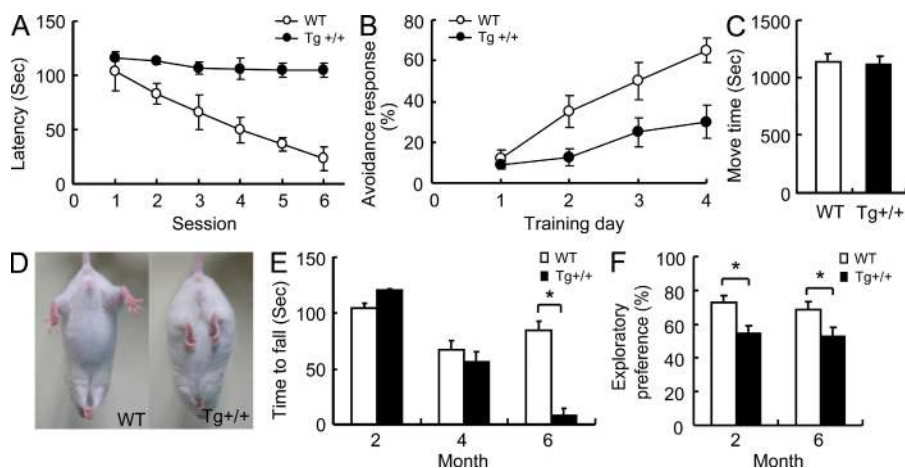 A
WT
Tg +/+
Latency (Sec)
150
100
50
0
0 1 2 3 4 5 6
Session
B
WT
Tg +/+
Avoidance response
(%)
80
60
40
20
0
0 1 2 3 4
Training day
C
Move time (Sec)
1500
1000
500
0
WT Tg+/+
D
WT Tg+/+
E
WT
Tg+/+
Time to fall (Sec)
150
100
50
0
*
2 4 6
Month
F
WT
Tg+/+
Exploratory
preference (%)
100
80
60
40
20
0
* *
2 6
Month